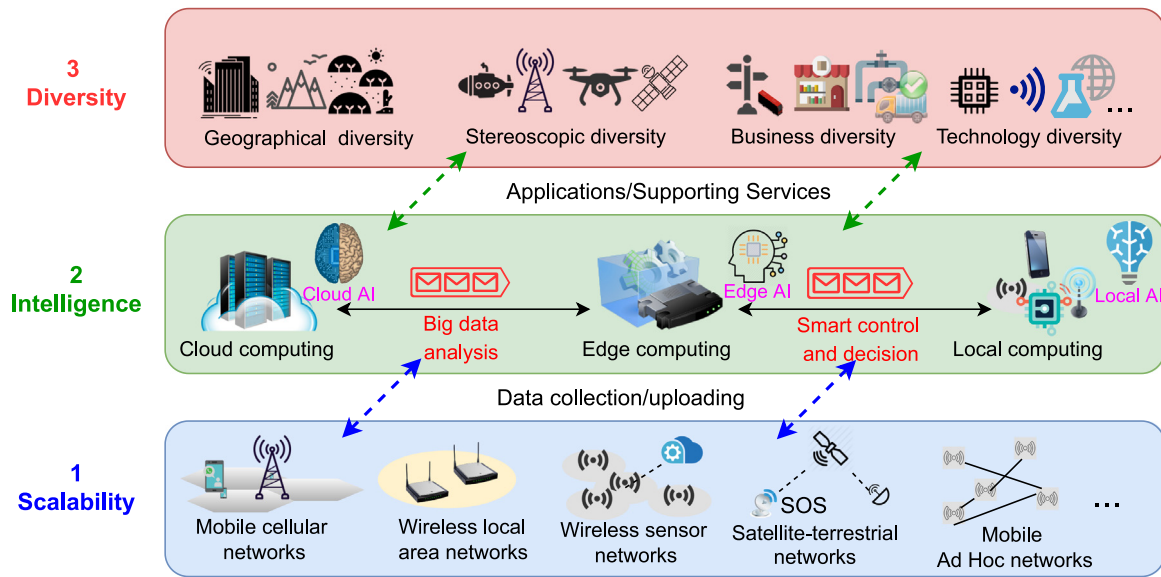 3
Diversity
Geographical diversity
Stereoscopic diversity
Business diversity
Technology diversity
...
Applications/Supporting Services
2
Intelligence
Cloud AI
Edge AI
Local AI
Big data
analysis
Smart control
and decision
Cloud computing
Edge computing
Local computing
Data collection/uploading
1
Scalability
SOS
...
Mobile cellular
networks
Wireless local
area networks
Wireless sensor
networks
Satellite-terrestrial
networks
Mobile
Ad Hoc networks